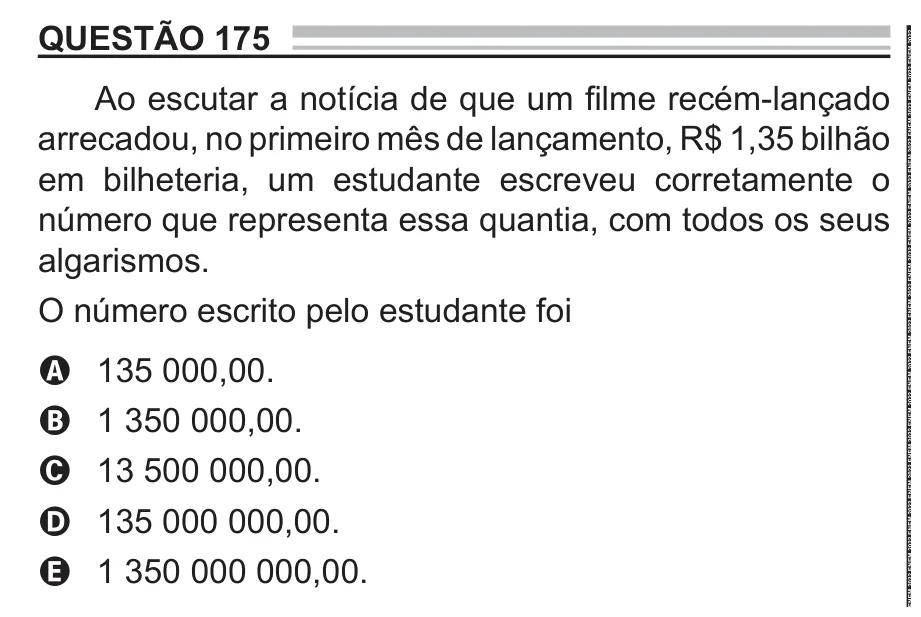 QUESTÃO 175
Ao escutar a notícia de que um filme recém-lançado
arrecadou, no primeiro mês de lançamento, R$ 1,35 bilhão
em bilheteria, um estudante escreveu corretamente o
número que representa essa quantia, com todos os seus
algarismos.
O número escrito pelo estudante foi
A 135 000,00.
B 1 350 000,00.
C 13 500 000,00.
D 135 000 000,00.
E 1 350 000 000,00.